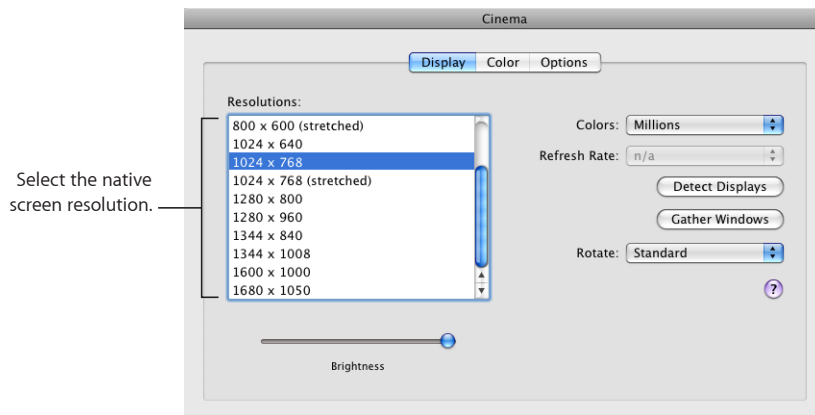 Cinema
Display Color Options
Resolutions:
800 x 600 (stretched)
1024 x 640
1024 x 768
1024 x 768 (stretched)
1280 x 800
1280 x 960
1344 x 840
1344 x 1008
1600 x 1000
1680 x 1050
Select the native
screen resolution.
Colors: Millions
Refresh Rate: n/a
Detect Displays
Gather Windows
Rotate: Standard
?
Brightness